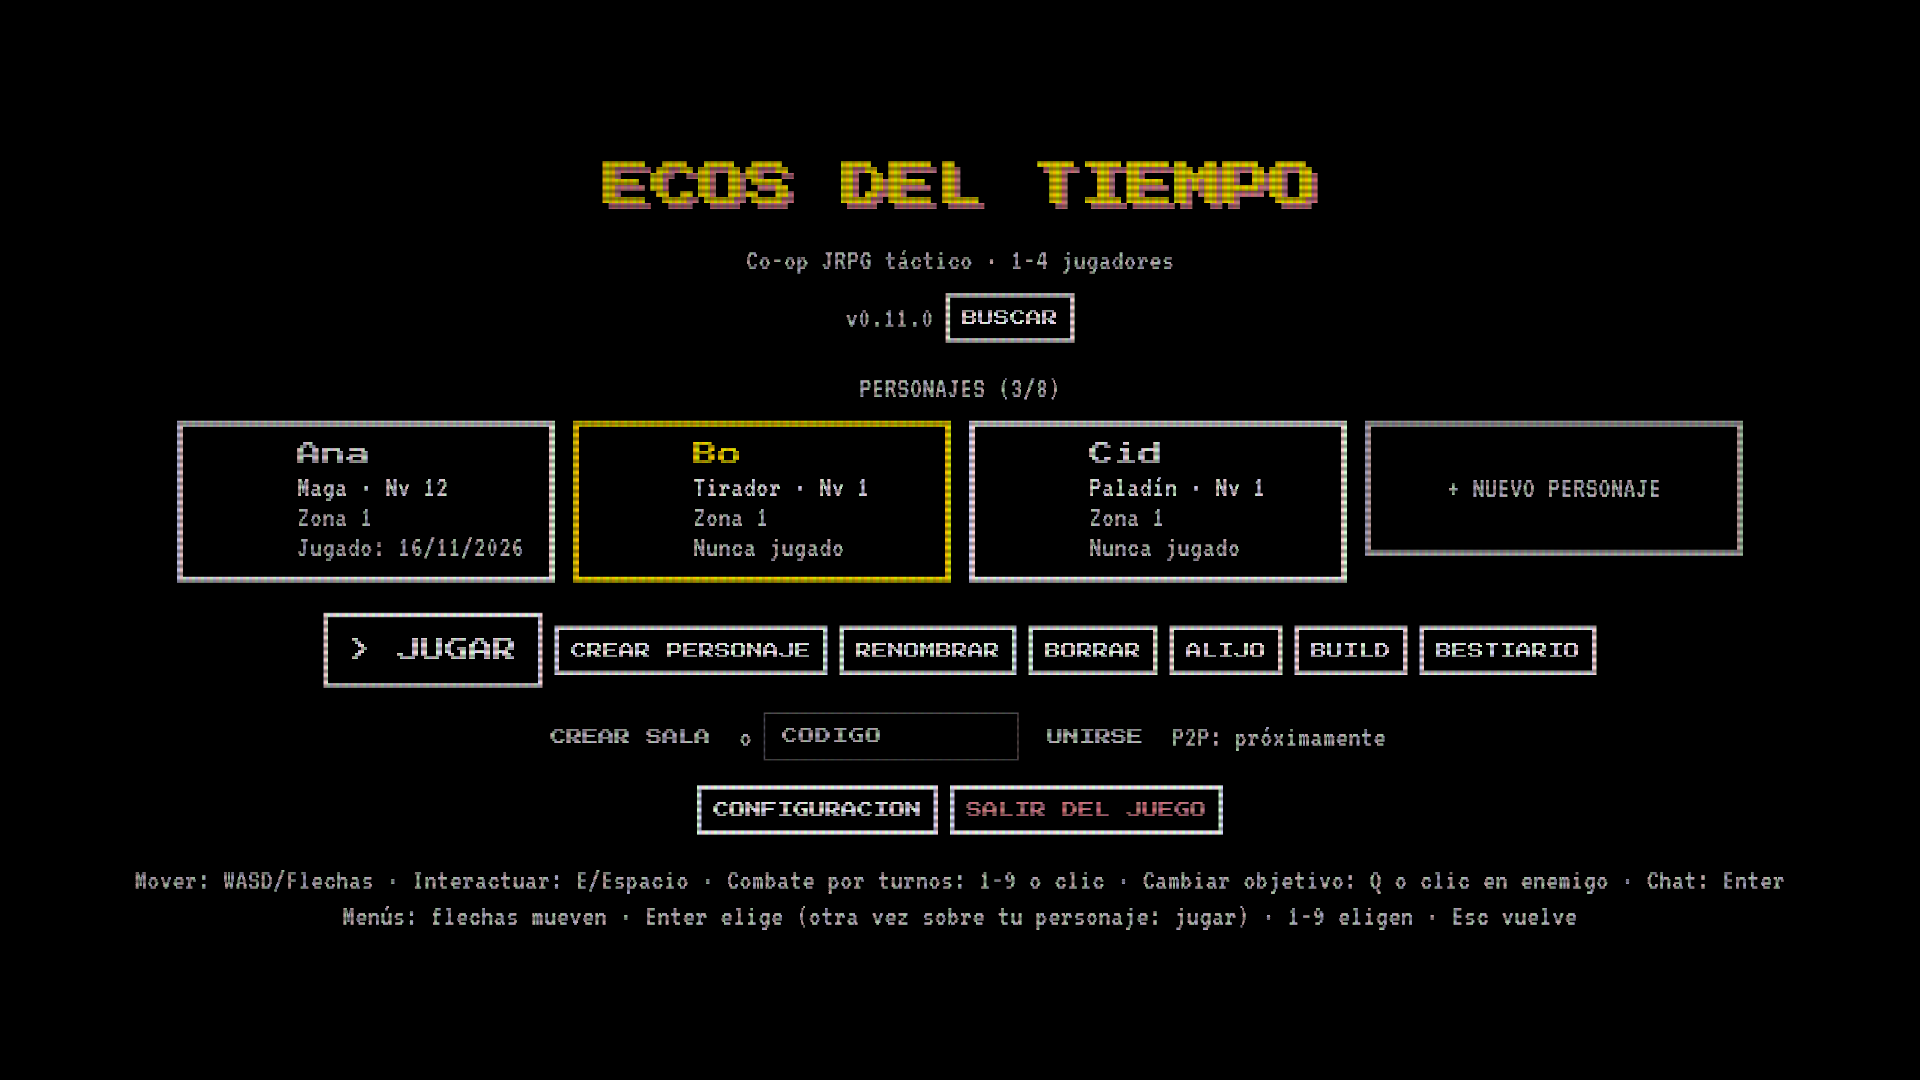 ECOS DEL TIEMPO
Co-op JRPG táctico · 1-4 jugadores
v0.11.0 BUSCAR
PERSONAJES (3/8)
Ana
Maga · Nv 12
Zona 1
Jugado: 16/11/2026
Bo
Tirador · Nv 1
Zona 1
Nunca jugado
Cid
Paladín · Nv 1
Zona 1
Nunca jugado
+ NUEVO PERSONAJE
> JUGAR CREAR PERSONAJE RENOMBRAR BORRAR ALIJO BUILD BESTIARIO
CREAR SALA o CODIGO UNIRSE P2P: próximamente
CONFIGURACION SALIR DEL JUEGO
Mover: WASD/Flechas · Interactuar: E/Espacio · Combate por turnos: 1-9 o clic · Cambiar objetivo: Q o clic en enemigo · Chat: Enter
Menús: flechas mueven · Enter elige (otra vez sobre tu personaje: jugar) · 1-9 eligen · Esc vuelve